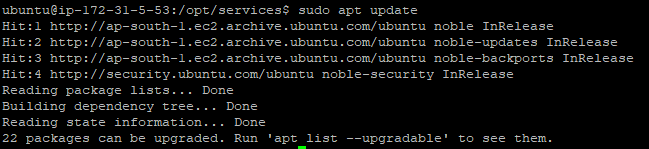 ubuntu@ip-172-31-5-53:/opt/services$ sudo apt update
Hit:1 http://ap-south-1.ec2.archive.ubuntu.com/ubuntu noble InRelease
Hit:2 http://ap-south-1.ec2.archive.ubuntu.com/ubuntu noble-updates InRelease
Hit:3 http://ap-south-1.ec2.archive.ubuntu.com/ubuntu noble-backports InRelease
Hit:4 http://security.ubuntu.com/ubuntu noble-security InRelease
Reading package lists... Done
Building dependency tree... Done
Reading state information... Done
22 packages can be upgraded. Run 'apt list --upgradable' to see them.